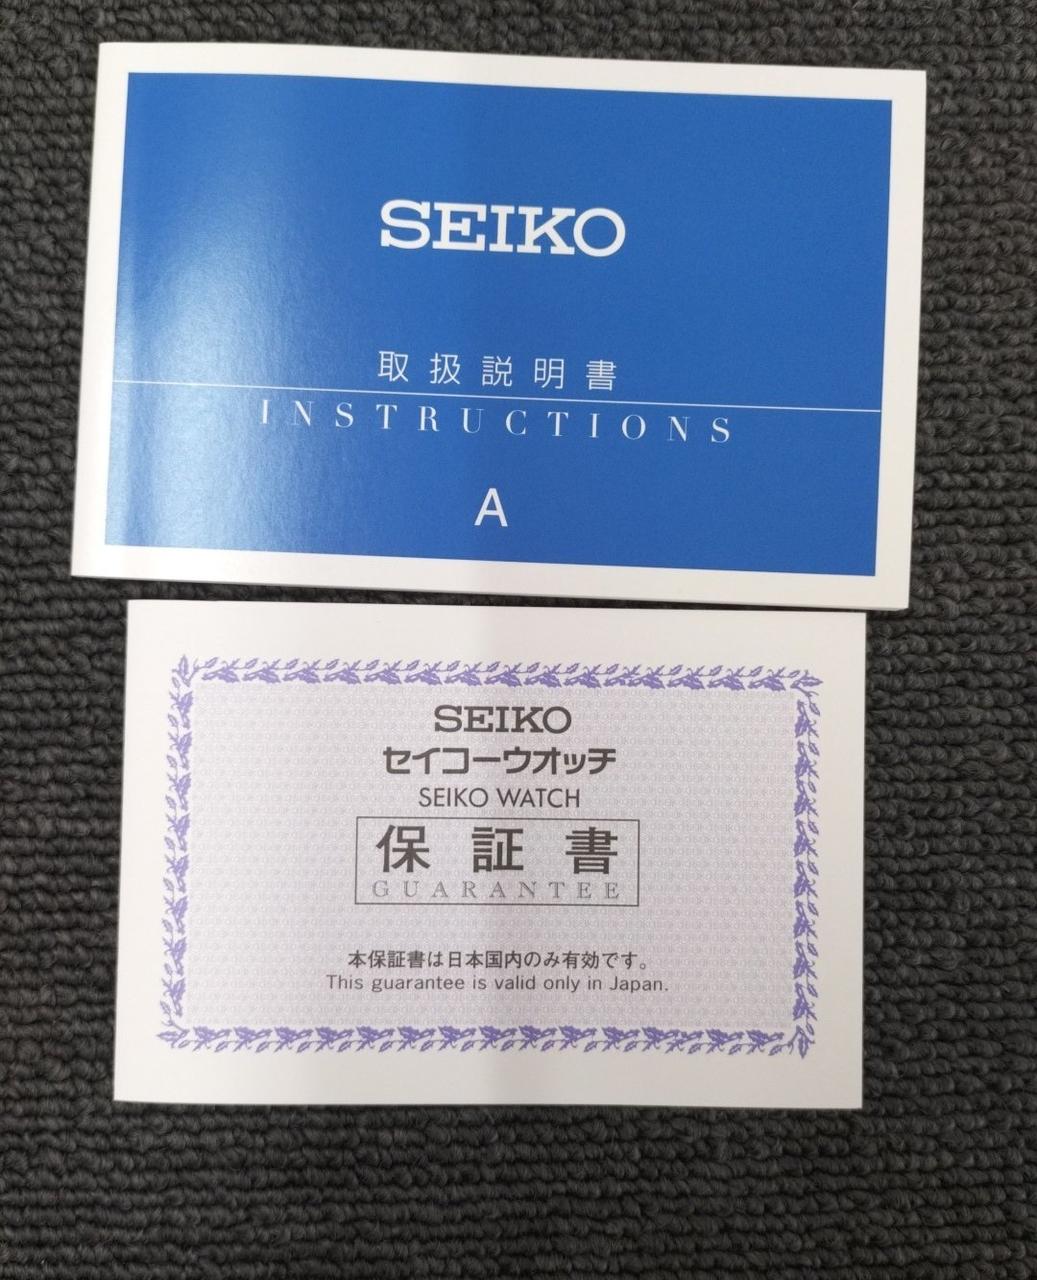 SEIKO
取扱説明書
INSTRUCTIONS
A
SEIKO
セイコーウオッチ
SEIKO WATCH
保証書
GUARANTEE
本保証書は日本国内のみ有効です。
This guarantee is valid only in Japan.